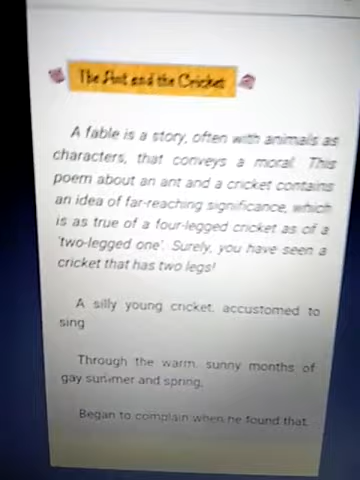 The Ant and the Cricket
A fable is a story, often with animals as
characters, that conveys a moral. This
poem about an ant and a cricket contains
an idea of far-reaching significance, which
is as true of a four-legged cricket as of a
'two-legged one'. Surely, you have seen a
cricket that has two legs!
A silly young cricket, accustomed to
sing
Through the warm, sunny months of
gay summer and spring,
Began to complain when he found that,